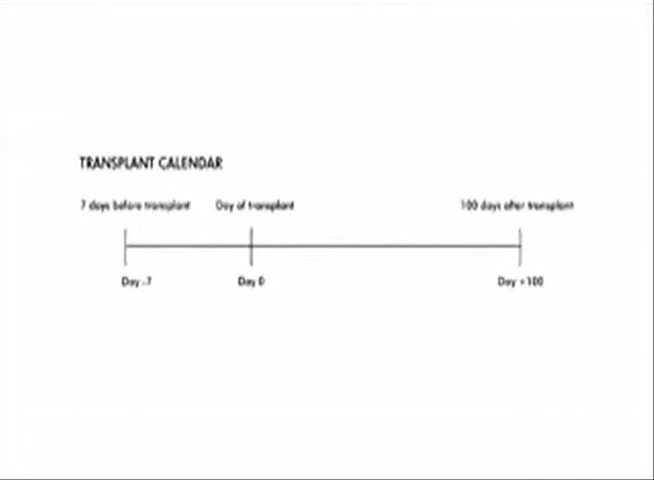 TRANSPLANT CALENDAR
7 days before transplant Day of transplant 100 days after transplant
Day -7 Day 0 Day +100